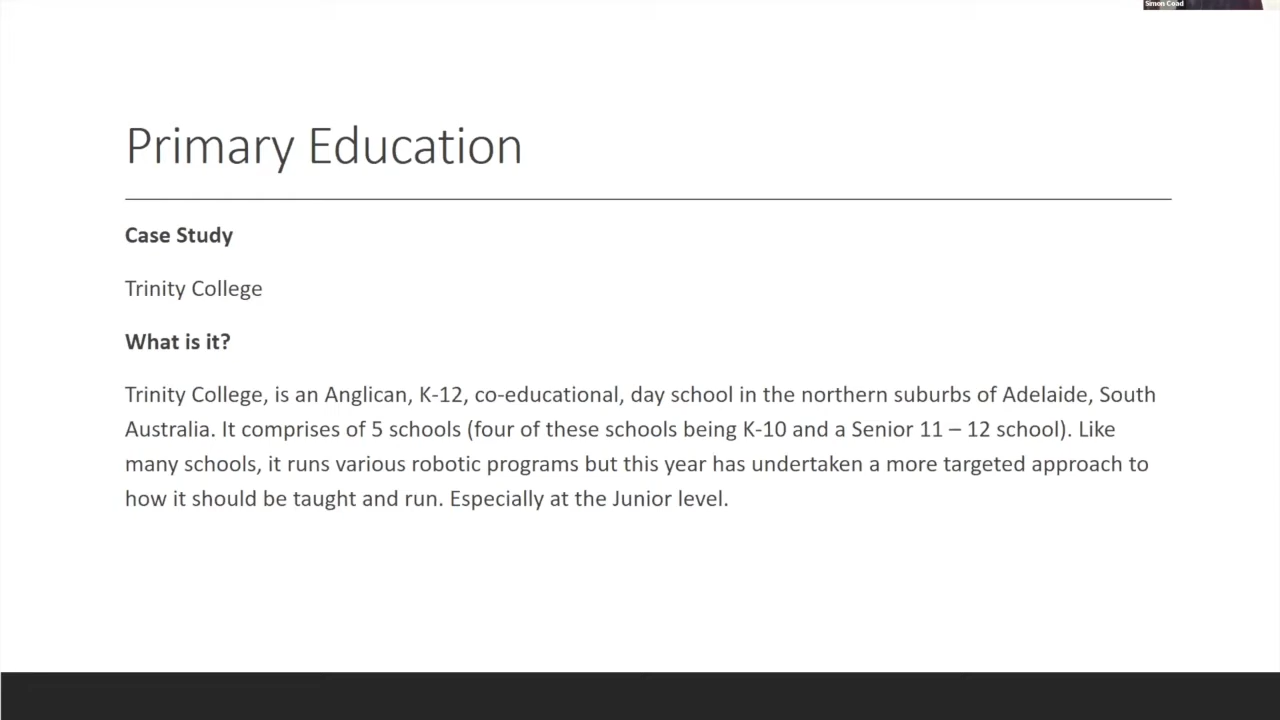 Simon Coad
Primary Education
Case Study
Trinity College
What is it?
Trinity College, is an Anglican, K-12, co-educational, day school in the northern suburbs of Adelaide, South
Australia. It comprises of 5 schools (four of these schools being K-10 and a Senior 11 – 12 school). Like
many schools, it runs various robotic programs but this year has undertaken a more targeted approach to
how it should be taught and run. Especially at the Junior level.